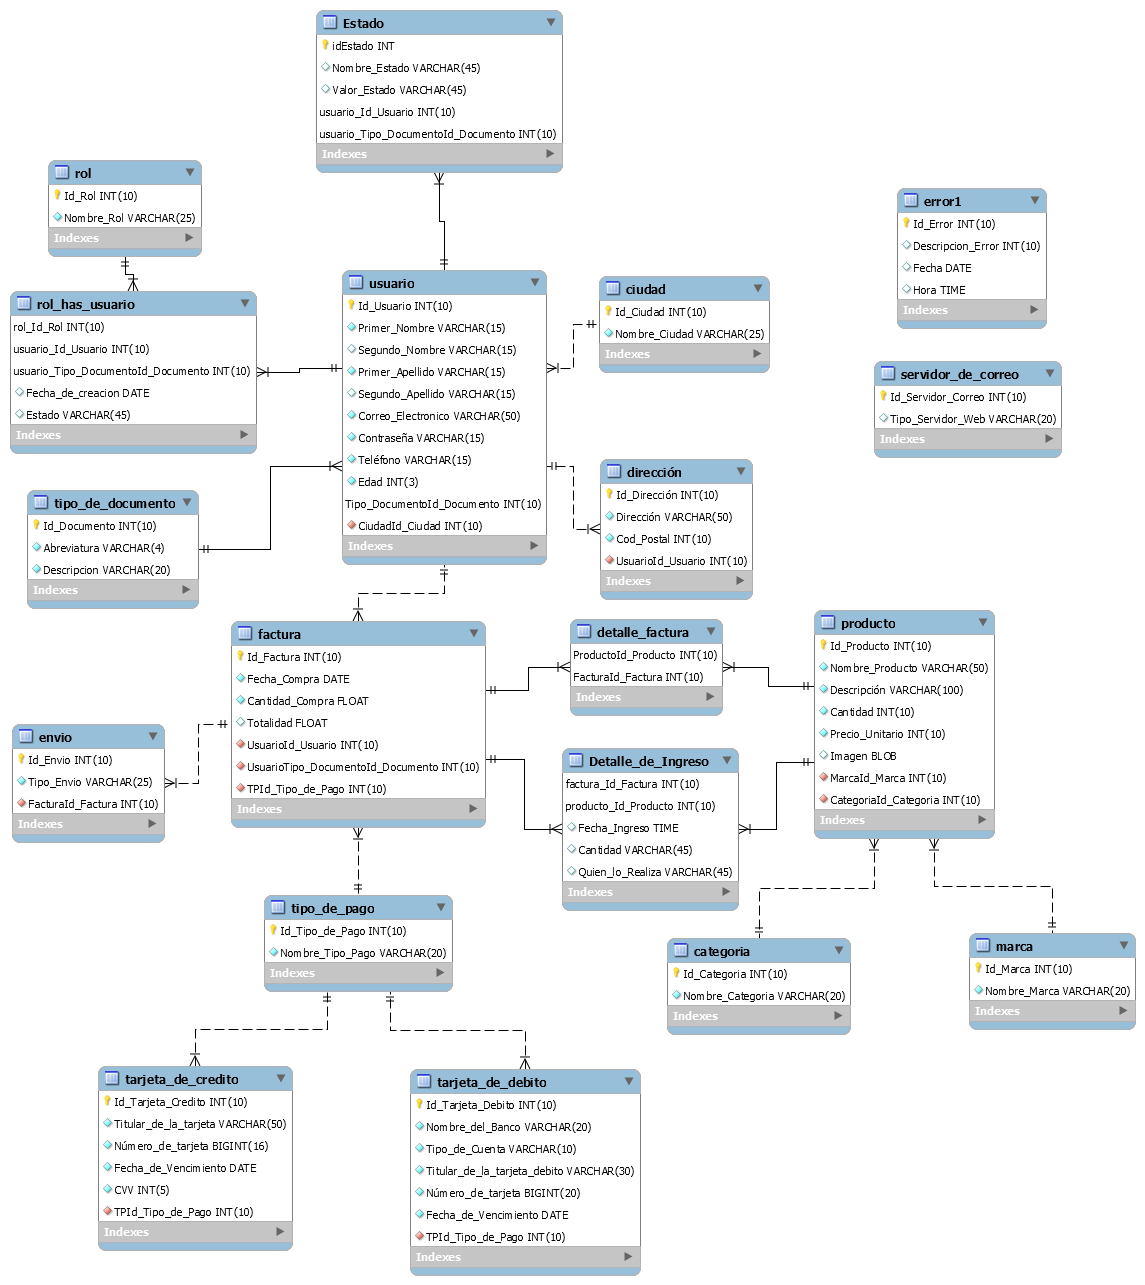 Estado
idEstado INT
Nombre_Estado VARCHAR(45)
Valor_Estado VARCHAR(45)
usuario_Id_Usuario INT(10)
usuario_Tipo_DocumentoId_Documento INT(10)
Indexes
rol
Id_Rol INT(10)
Nombre_Rol VARCHAR(25)
Indexes
error1
Id_Error INT(10)
Descripcion_Error INT(10)
Fecha DATE
Hora TIME
Indexes
rol_has_usuario
rol_Id_Rol INT(10)
usuario_Id_Usuario INT(10)
usuario_Tipo_DocumentoId_Documento INT(10)
Fecha_de_creacion DATE
Estado VARCHAR(45)
Indexes
usuario
Id_Usuario INT(10)
Primer_Nombre VARCHAR(15)
Segundo_Nombre VARCHAR(15)
Primer_Apellido VARCHAR(15)
Segundo_Apellido VARCHAR(15)
Correo_Electronico VARCHAR(50)
Contraseña VARCHAR(15)
Teléfono VARCHAR(15)
Edad INT(3)
Tipo_DocumentoId_Documento INT(10)
CiudadId_Ciudad INT(10)
Indexes
ciudad
Id_Ciudad INT(10)
Nombre_Ciudad VARCHAR(25)
Indexes
servidor_de_correo
Id_Servidor_Correo INT(10)
Tipo_Servidor_Web VARCHAR(20)
Indexes
tipo_de_documento
Id_Documento INT(10)
Abreviatura VARCHAR(4)
Descripcion VARCHAR(20)
Indexes
dirección
Id_Dirección INT(10)
Dirección VARCHAR(50)
Cod_Postal INT(10)
UsuarioId_Usuario INT(10)
Indexes
factura
Id_Factura INT(10)
Fecha_Compra DATE
Cantidad_Compra FLOAT
Totalidad FLOAT
UsuarioId_Usuario INT(10)
UsuarioTipo_DocumentoId_Documento INT(10)
TPId_Tipo_de_Pago INT(10)
Indexes
detalle_factura
ProductoId_Producto INT(10)
FacturaId_Factura INT(10)
Indexes
producto
Id_Producto INT(10)
Nombre_Producto VARCHAR(50)
Descripción VARCHAR(100)
Cantidad INT(10)
Precio_Unitario INT(10)
Imagen BLOB
MarcaId_Marca INT(10)
CategoriaId_Categoria INT(10)
Indexes
envio
Id_Envio INT(10)
Tipo_Envio VARCHAR(25)
FacturaId_Factura INT(10)
Indexes
Detalle_de_Ingreso
factura_Id_Factura INT(10)
producto_Id_Producto INT(10)
Fecha_Ingreso TIME
Cantidad VARCHAR(45)
Quien_lo_Realiza VARCHAR(45)
Indexes
tipo_de_pago
Id_Tipo_de_Pago INT(10)
Nombre_Tipo_Pago VARCHAR(20)
Indexes
categoria
Id_Categoria INT(10)
Nombre_Categoria VARCHAR(20)
Indexes
marca
Id_Marca INT(10)
Nombre_Marca VARCHAR(20)
Indexes
tarjeta_de_credito
Id_Tarjeta_Credito INT(10)
Titular_de_la_tarjeta VARCHAR(50)
Número_de_tarjeta BIGINT(16)
Fecha_de_Vencimiento DATE
CVV INT(5)
TPId_Tipo_de_Pago INT(10)
Indexes
tarjeta_de_debito
Id_Tarjeta_Debito INT(10)
Nombre_del_Banco VARCHAR(20)
Tipo_de_Cuenta VARCHAR(10)
Titular_de_la_tarjeta_debito VARCHAR(30)
Número_de_tarjeta BIGINT(20)
Fecha_de_Vencimiento DATE
TPId_Tipo_de_Pago INT(10)
Indexes